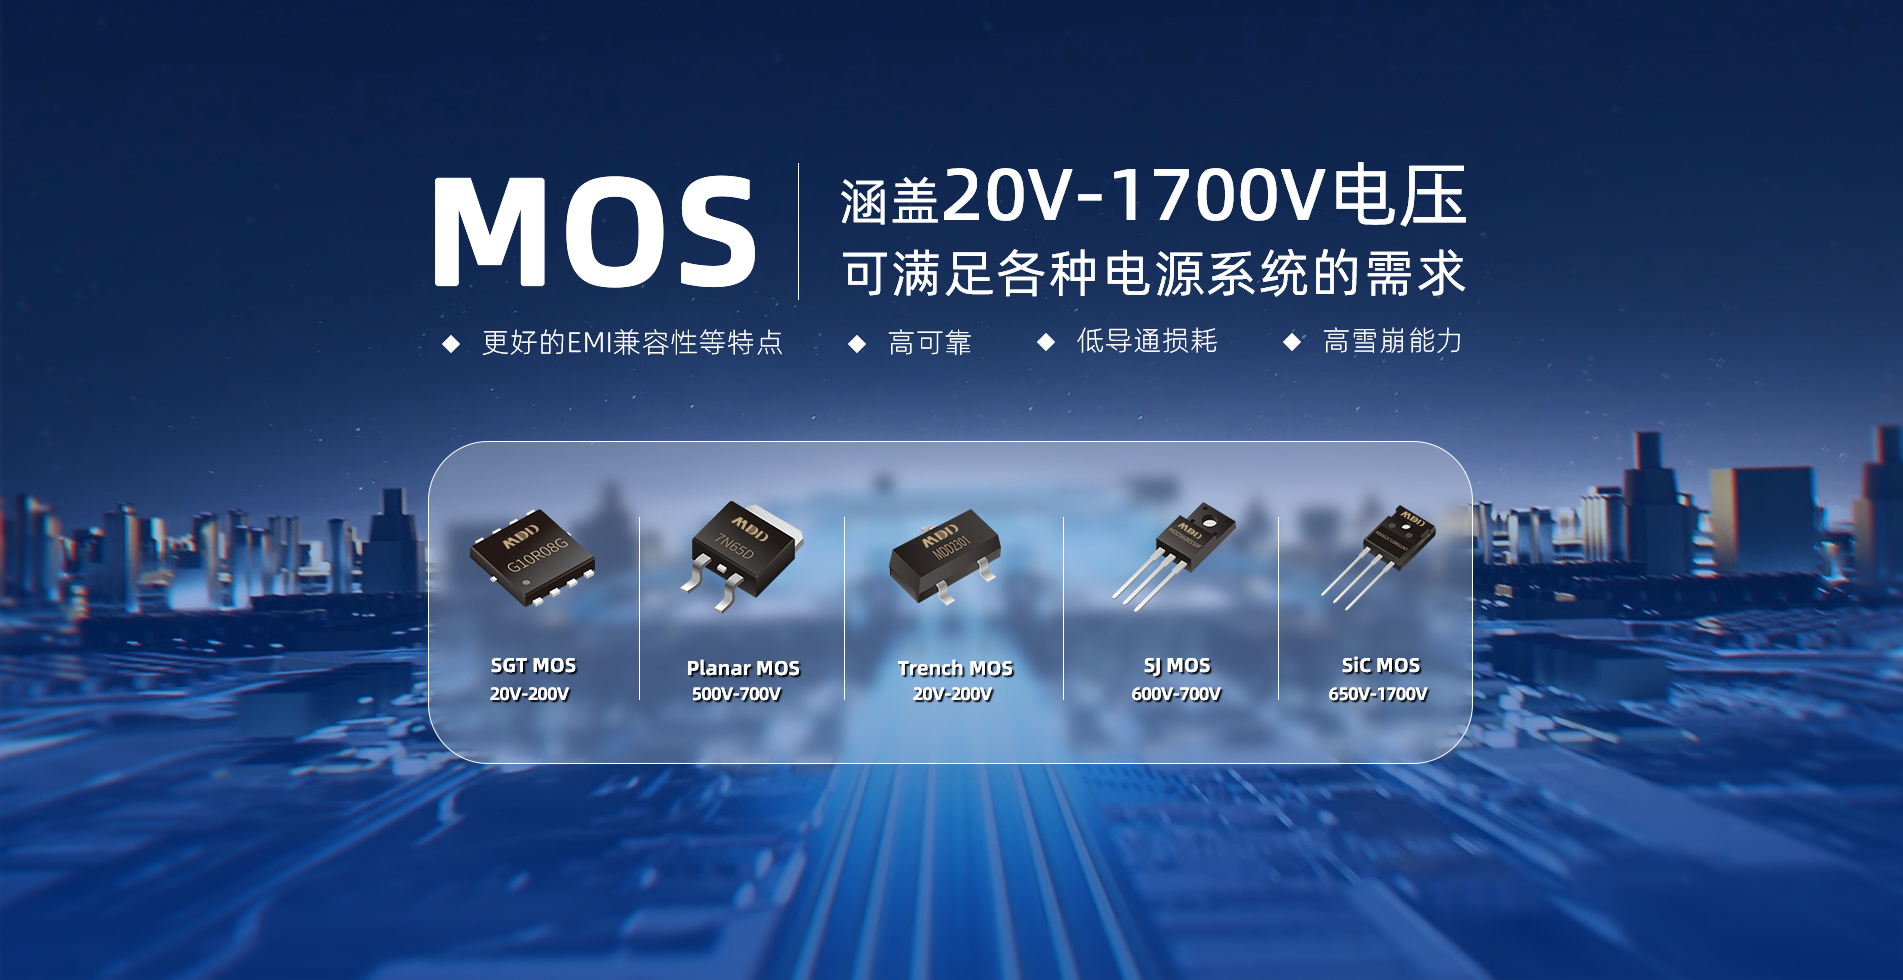 MOS
涵盖20V-1700V电压
可满足各种电源系统的需求
◆ 更好的EMI兼容性等特点 ◆ 高可靠 ◆ 低导通损耗 ◆ 高雪崩能力
MDD
G10R08G
MDD
7N65D
MDD
MDD2301
MDD
MDD
SGT MOS
20V-200V
Planar MOS
500V-700V
Trench MOS
20V-200V
SJ MOS
600V-700V
SiC MOS
650V-1700V